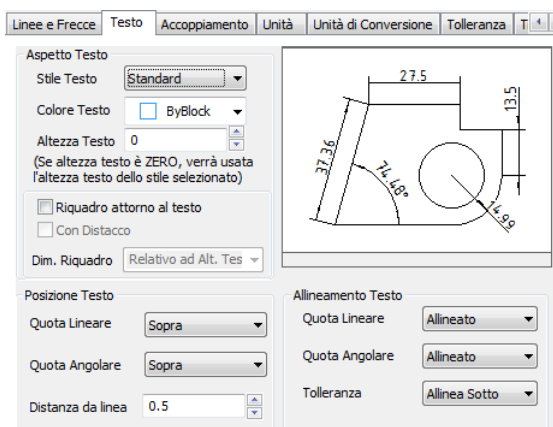 Linee e Frecce Testo Accoppiamento Unità Unità di Conversione Tolleranza T
Aspetto Testo
Stile Testo Standard
Colore Testo ByBlock
Altezza Testo 0
(Se altezza testo è ZERO, verrà usata
l'altezza testo dello stile selezionato)
Riquadro attorno al testo
Con Distacco
Dim. Riquadro Relativo ad Alt. Tes
27.5
13.5
37.36
74.48°
14.99
Posizione Testo
Quota Lineare Sopra
Quota Angolare Sopra
Distanza da linea 0.5
Allineamento Testo
Quota Lineare Allineato
Quota Angolare Allineato
Tolleranza Allinea Sotto